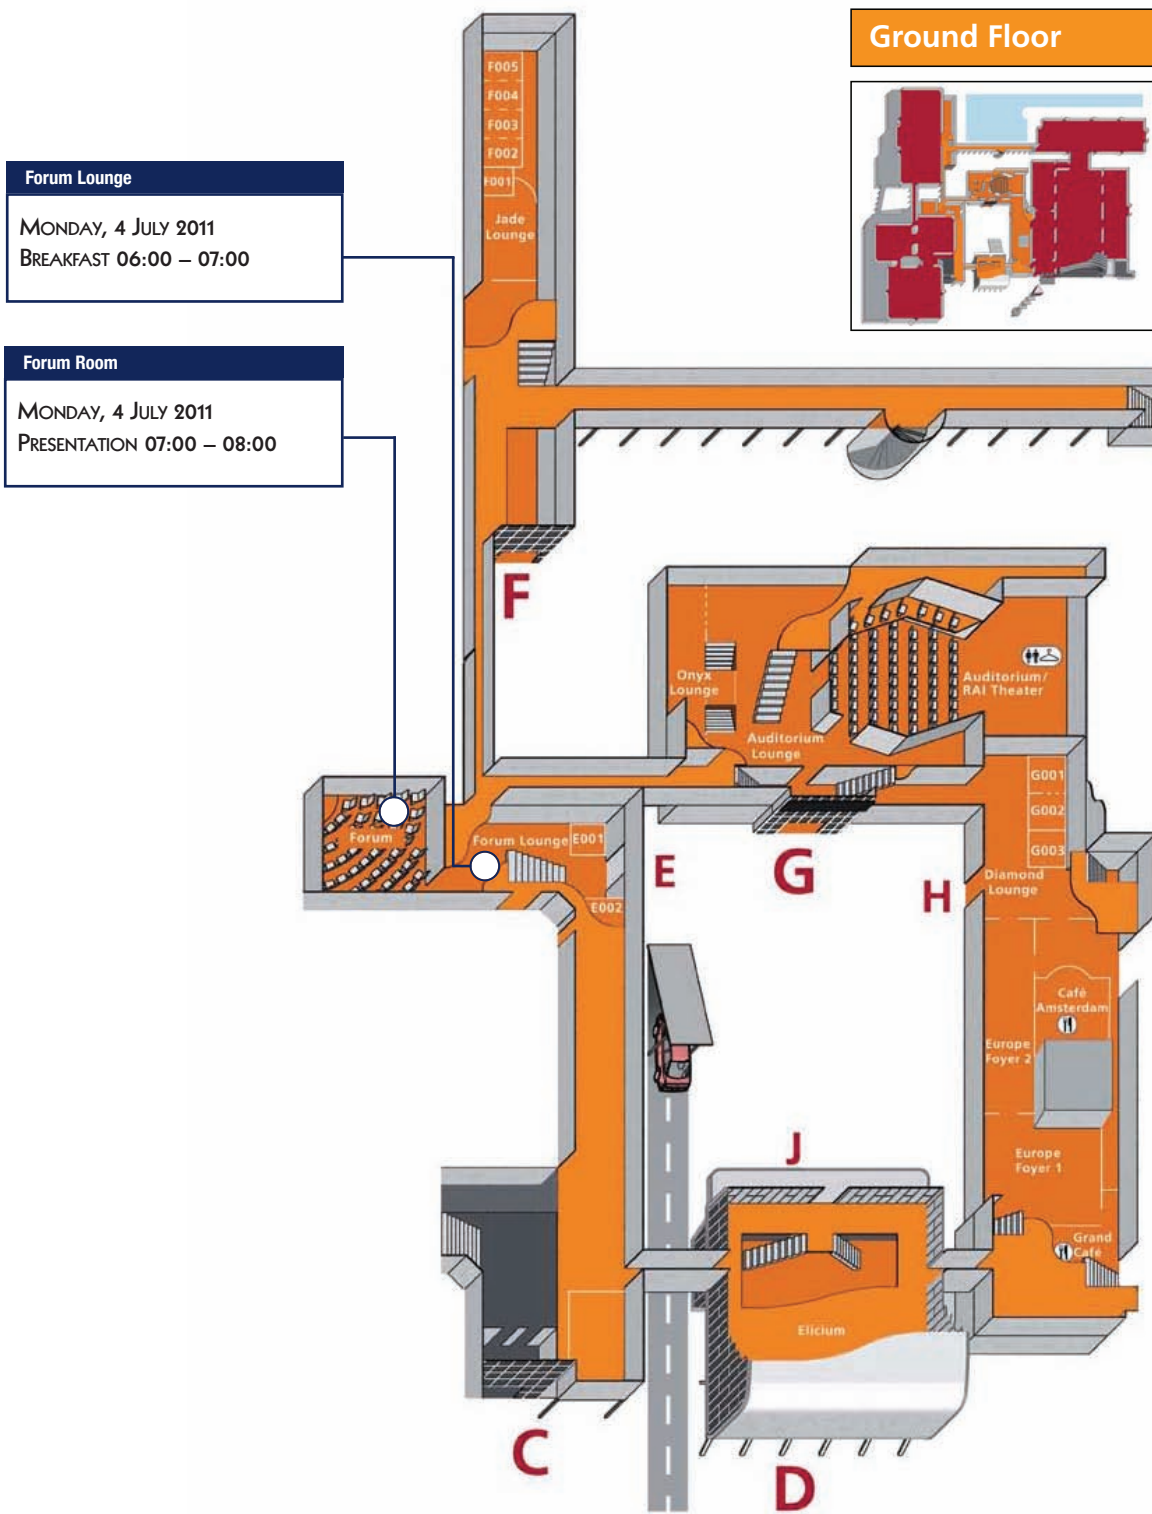 Ground Floor
F005
F004
F003
F002
F001
Jade
Lounge
Forum Lounge
Monday, 4 July 2011
Breakfast 06:00 – 07:00
Forum Room
Monday, 4 July 2011
Presentation 07:00 – 08:00
F
Onyx
Lounge
Auditorium
Lounge
Auditorium/
RAI Theater
G001
G002
G003
Diamond
Lounge
Forum
Forum Lounge
E001
E002
E
G
H
Café
Amsterdam
Europe
Foyer 2
Europe
Foyer 1
Grand
Café
J
Elicium
C
D